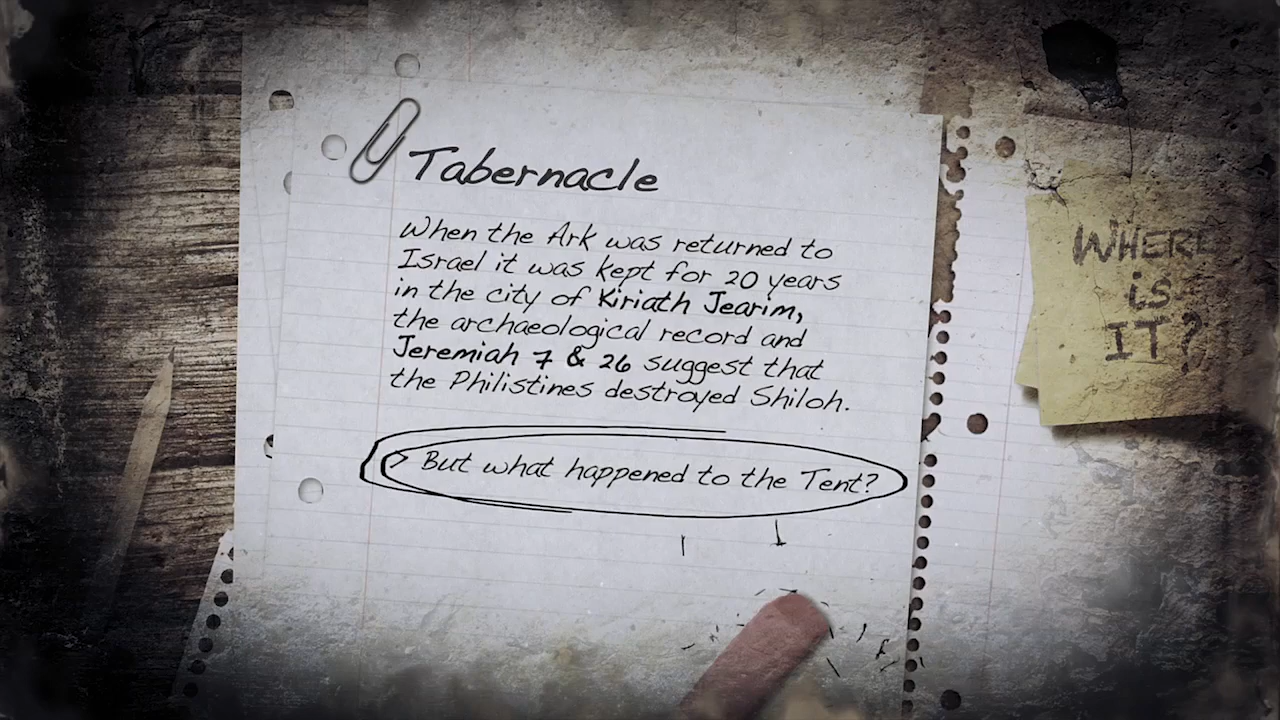 Tabernacle
When the Ark was returned to
Israel it was kept for 20 years
in the city of Kiriath Jearim,
the archaeological record and
Jeremiah 7 & 26 suggest that
the Philistines destroyed Shiloh.
> But what happened to the Tent?
WHERE
is
IT?